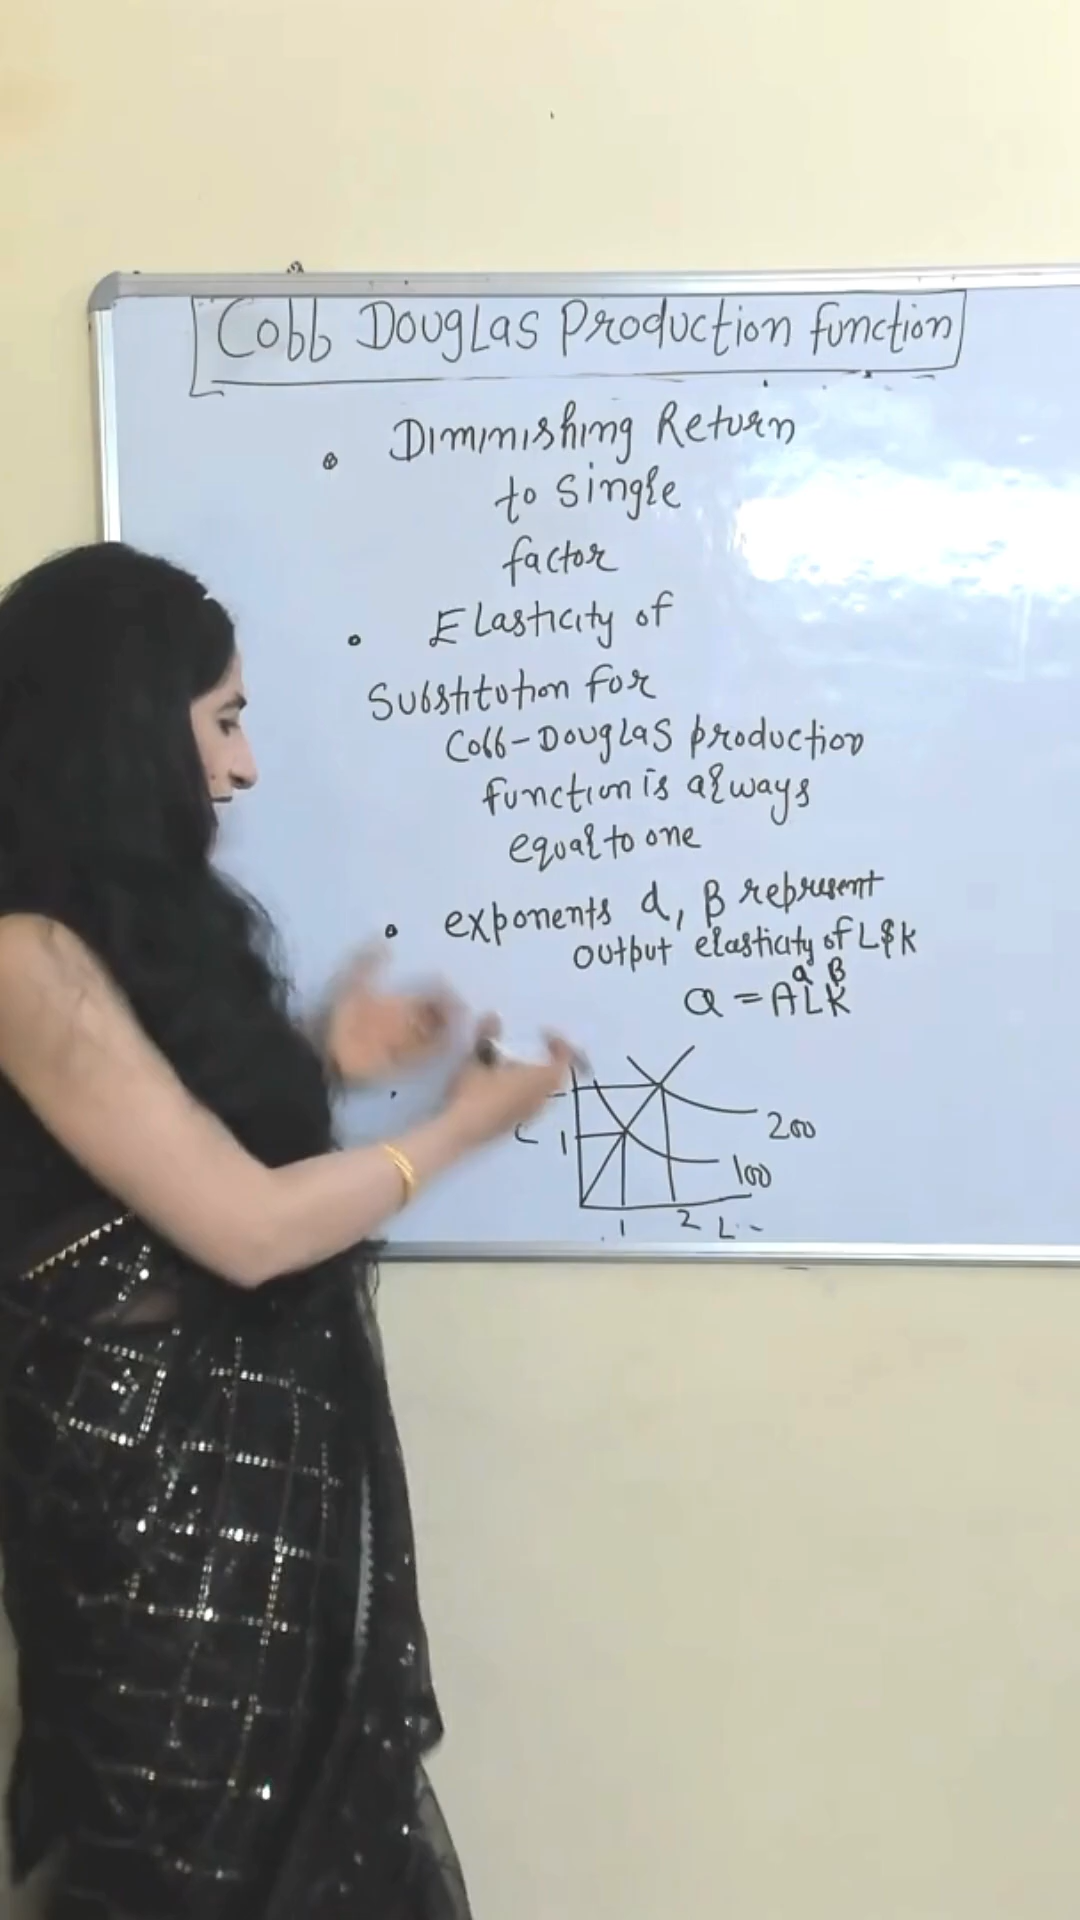 Cobb Douglas Production function
Diminishing Return
to Single
factor
Elasticity of
Substitution for
Cobb-Douglas production
function is always
equal to one
exponents α, β represent
output elasticity of L & K
Q = AL^α K^β
200
1
100
1 2 L